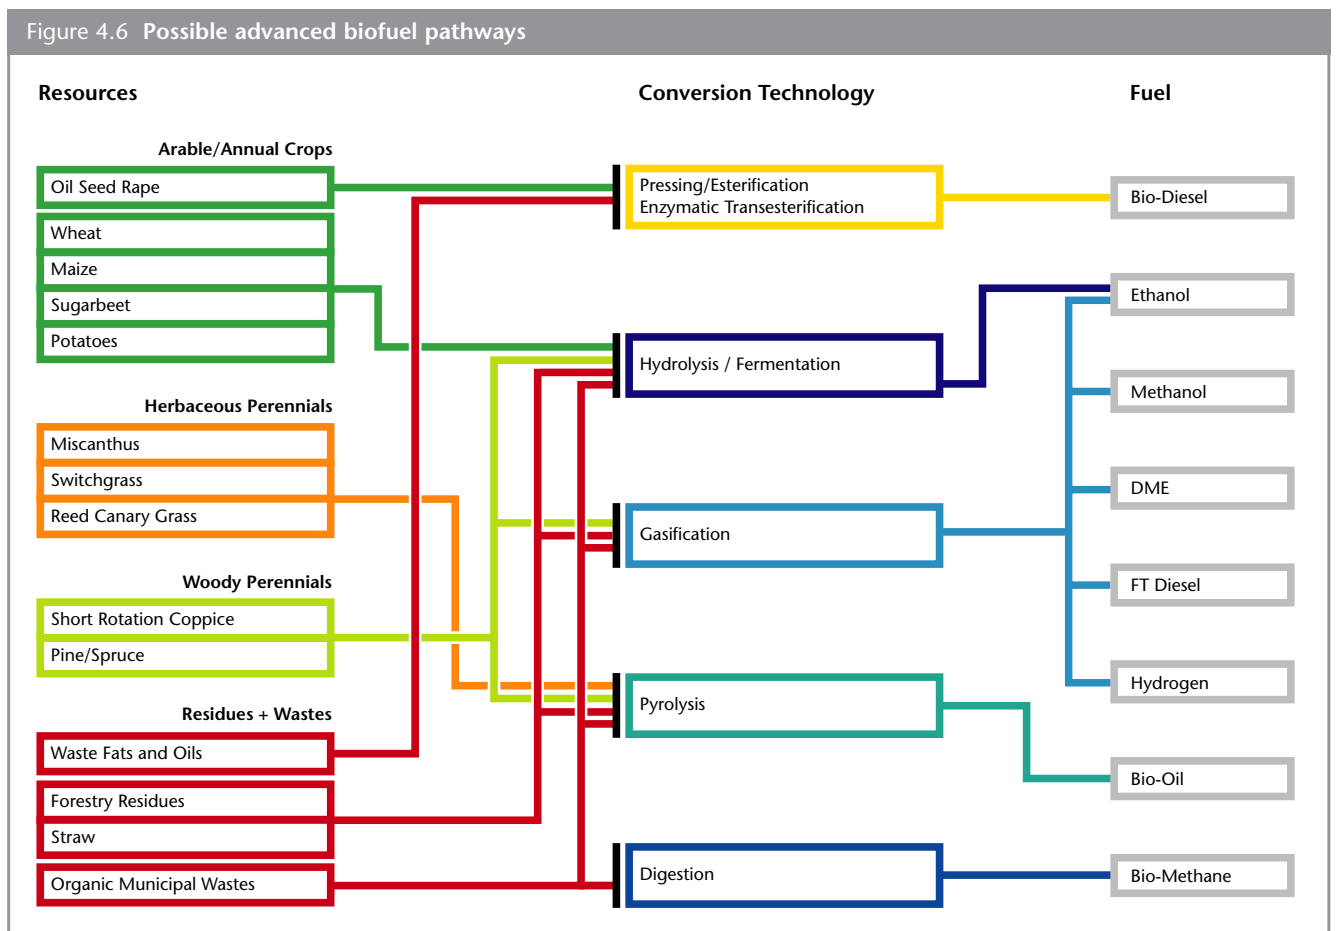 Figure 4.6 Possible advanced biofuel pathways
Resources
Conversion Technology
Fuel
Arable/Annual Crops
Oil Seed Rape
Wheat
Maize
Sugarbeet
Potatoes
Herbaceous Perennials
Miscanthus
Switchgrass
Reed Canary Grass
Woody Perennials
Short Rotation Coppice
Pine/Spruce
Residues + Wastes
Waste Fats and Oils
Forestry Residues
Straw
Organic Municipal Wastes
Pressing/Esterification
Enzymatic Transesterification
Hydrolysis / Fermentation
Gasification
Pyrolysis
Digestion
Bio-Diesel
Ethanol
Methanol
DME
FT Diesel
Hydrogen
Bio-Oil
Bio-Methane